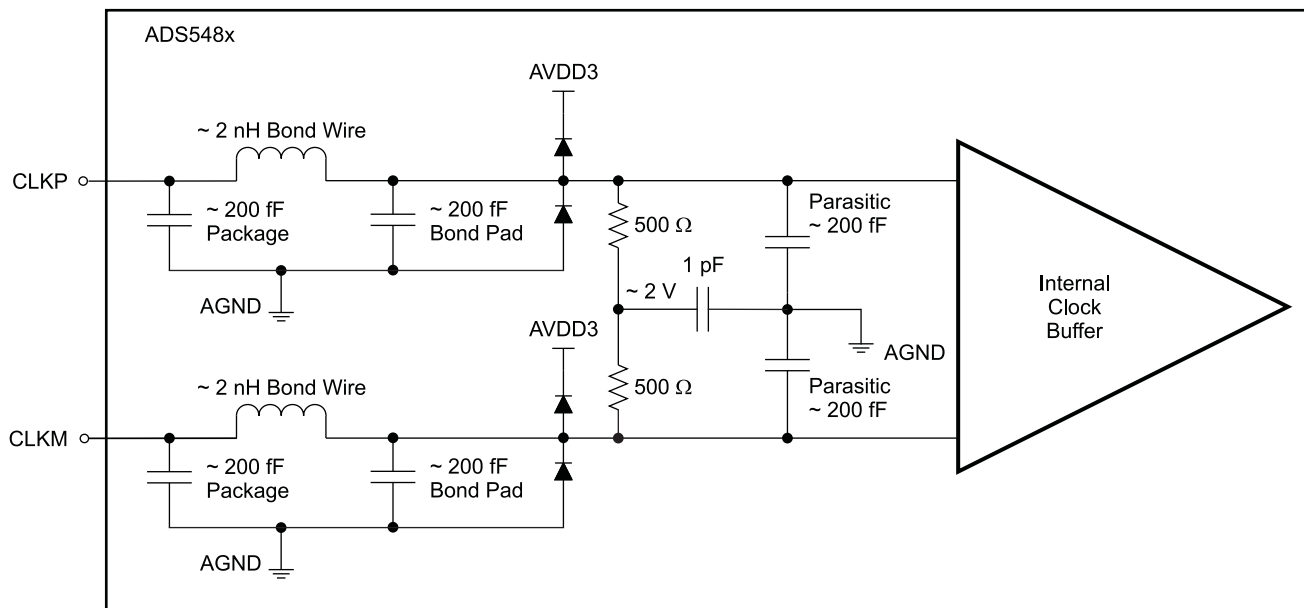 ADS548x
AVDD3
~ 2 nH Bond Wire
CLKP
~ 200 fF
Package
~ 200 fF
Bond Pad
500 Ω
Parasitic
~ 200 fF
1 pF
~ 2 V
AGND
Internal
Clock
Buffer
AVDD3
AGND
~ 2 nH Bond Wire
500 Ω
Parasitic
~ 200 fF
CLKM
~ 200 fF
Package
~ 200 fF
Bond Pad
AGND